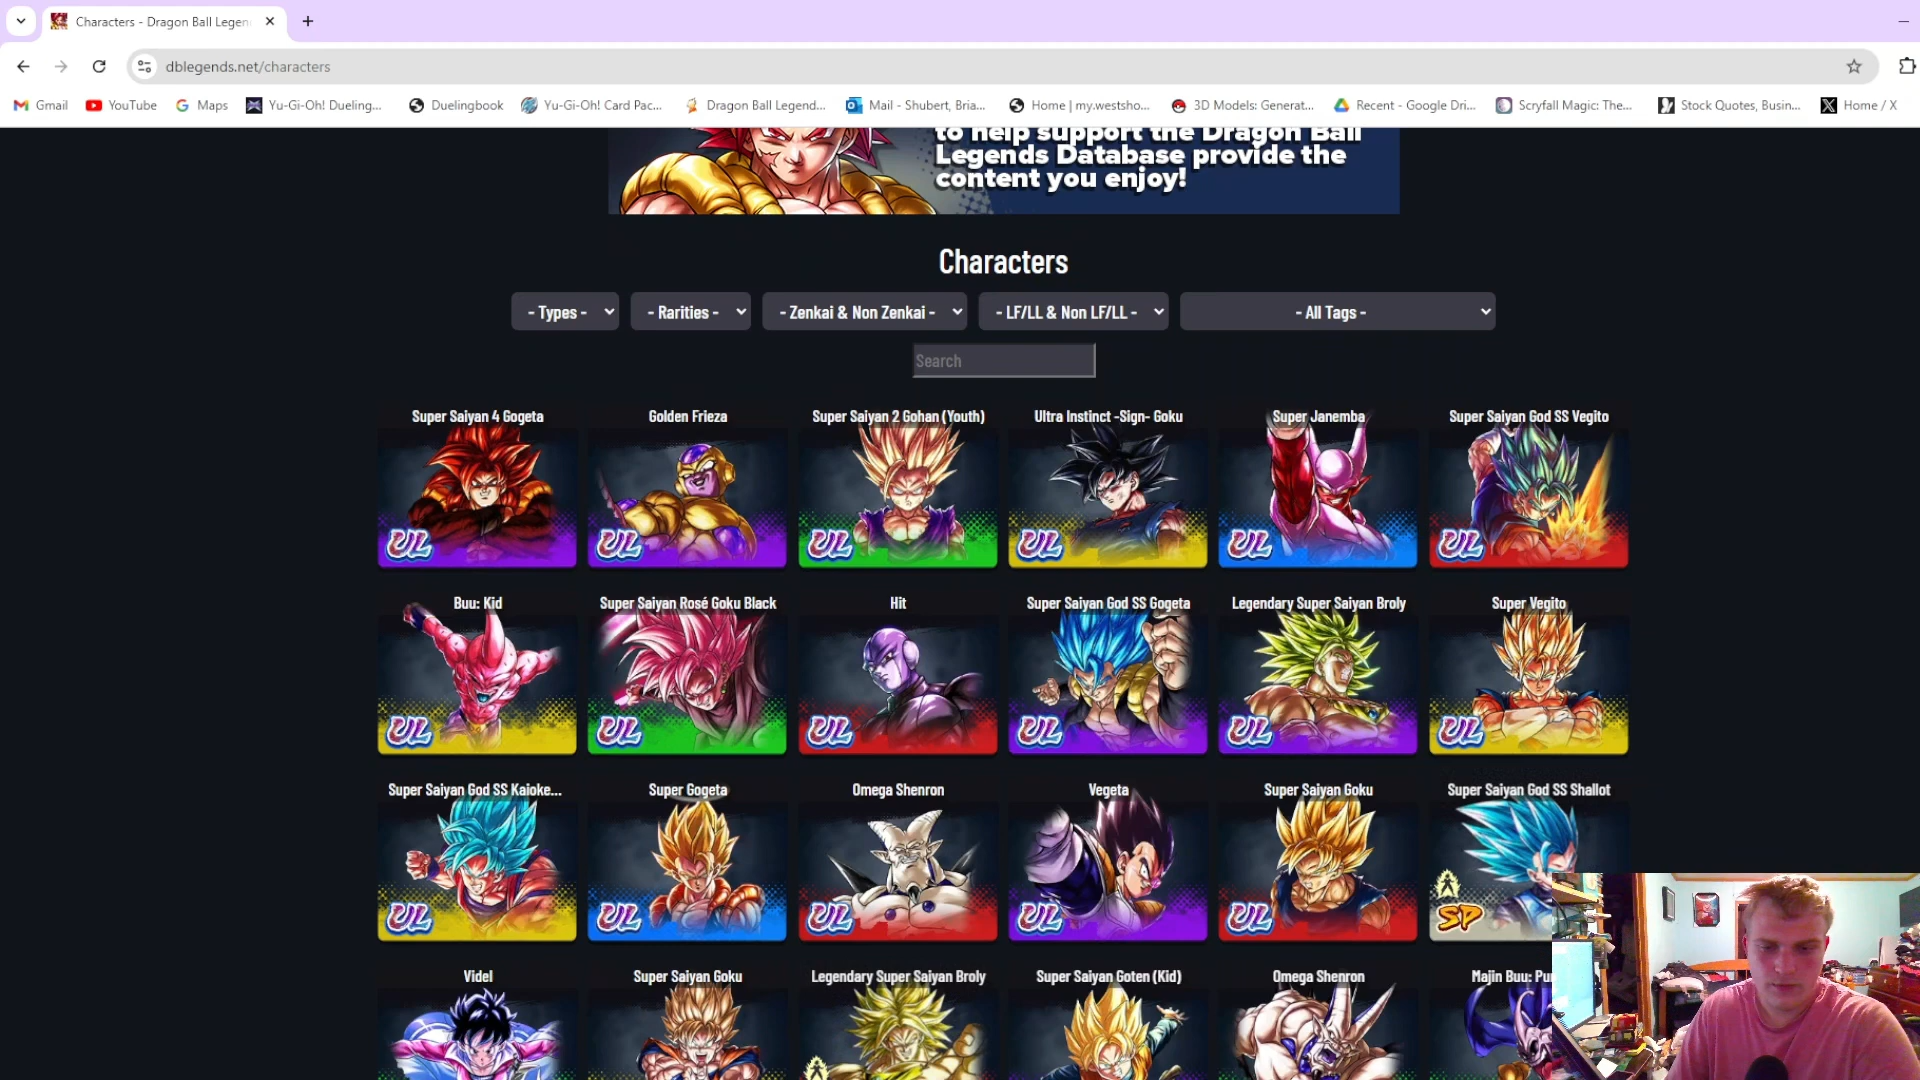 Characters - Dragon Ball Legen
dblegends.net/characters
Gmail YouTube Maps Yu-Gi-Oh! Dueling... Duelingbook Yu-Gi-Oh! Card Pac... Dragon Ball Legend... Mail - Shubert, Bria... Home | my.westsho... 3D Models: Generat... Recent - Google Dri... Scryfall Magic: The... Stock Quotes, Busin... Home / X
to help support the Dragon Ball
Legends Database provide the
content you enjoy!
Characters
- Types - - Rarities - - Zenkai & Non Zenkai - - LF/LL & Non LF/LL - - All Tags -
Search
Super Saiyan 4 Gogeta Golden Frieza Super Saiyan 2 Gohan (Youth) Ultra Instinct -Sign- Goku Super Janemba Super Saiyan God SS Vegito
UL UL UL UL UL UL
Buu: Kid Super Saiyan Rosé Goku Black Hit Super Saiyan God SS Gogeta Legendary Super Saiyan Broly Super Vegito
UL UL UL UL UL UL
Super Saiyan God SS Kaioke... Super Gogeta Omega Shenron Vegeta Super Saiyan Goku Super Saiyan God SS Shallot
UL UL UL UL UL SP
Videl Super Saiyan Goku Legendary Super Saiyan Broly Super Saiyan Goten (Kid) Omega Shenron Majin Buu: Pu